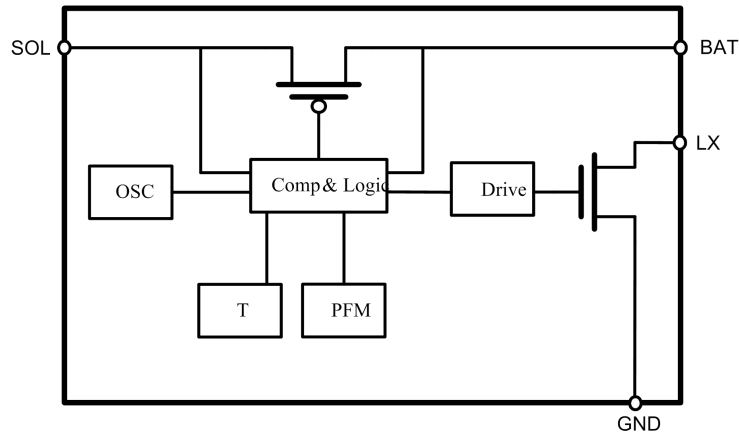 SOL
BAT
LX
OSC
Comp& Logic
Drive
T
PFM
GND